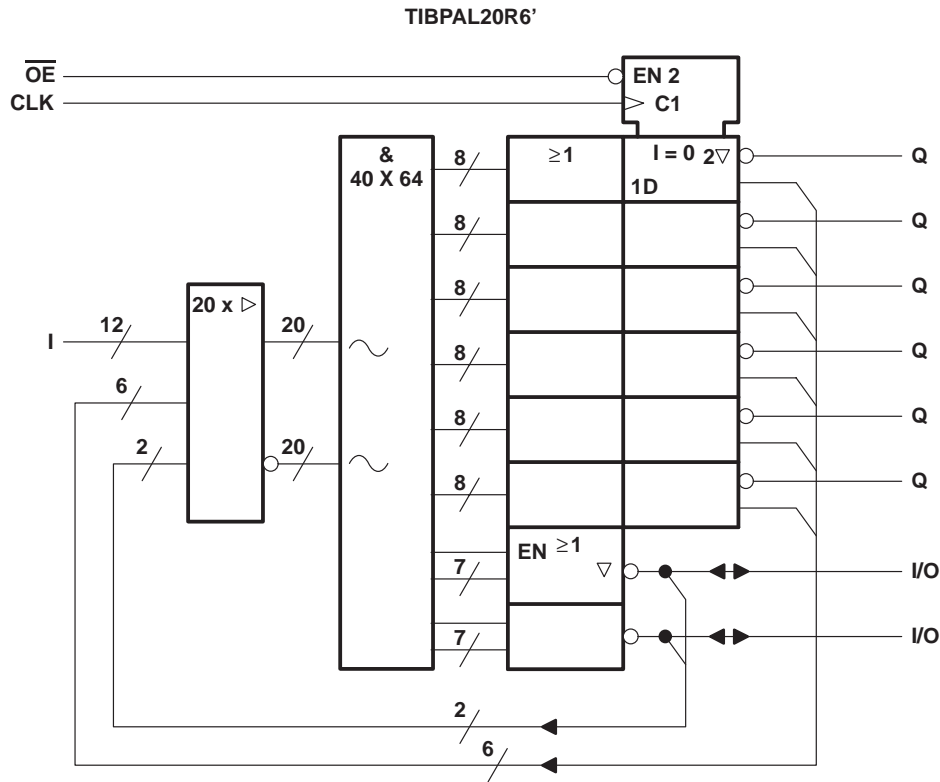 TIBPAL20R6’
OE
EN 2
CLK
C1
&
40 X 64
8
≥1
I = 0 2▽
1D
Q
8
Q
20 x ▷
8
Q
I
12
20
8
Q
6
8
Q
2
20
8
Q
EN ≥1
▽
7
I/O
7
I/O
2
6